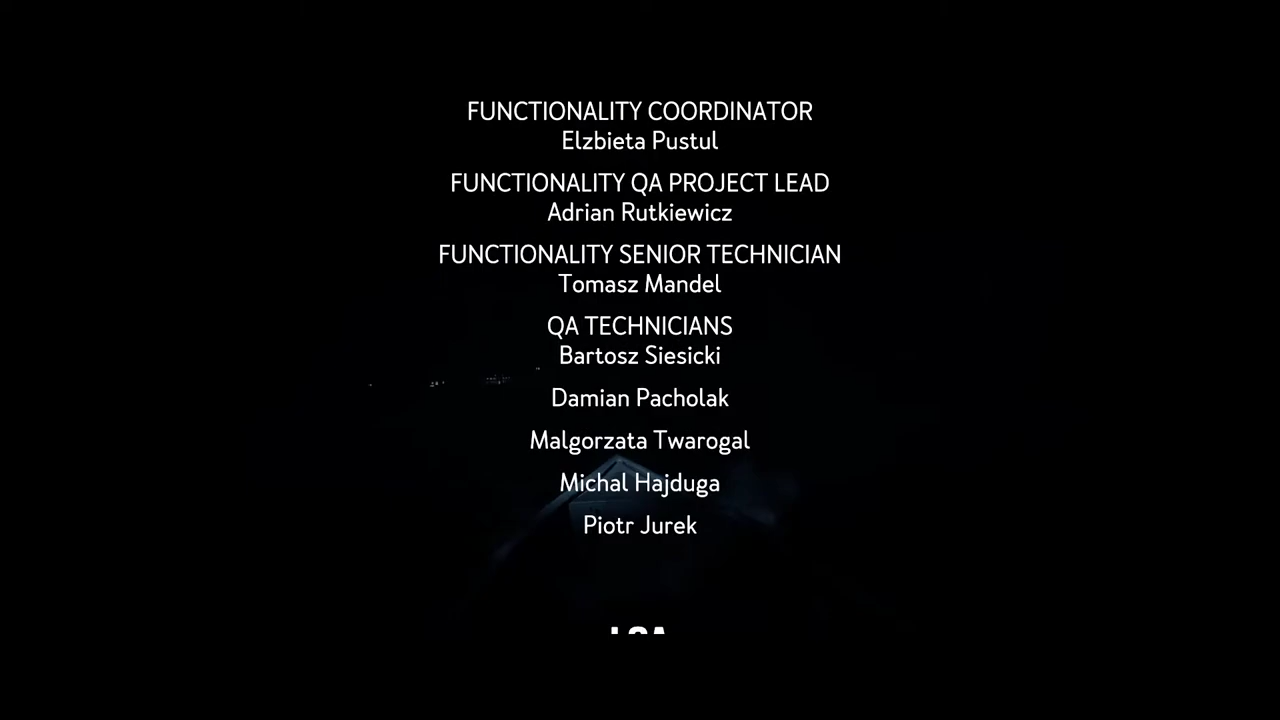 FUNCTIONALITY COORDINATOR
Elzbieta Pustul
FUNCTIONALITY QA PROJECT LEAD
Adrian Rutkiewicz
FUNCTIONALITY SENIOR TECHNICIAN
Tomasz Mandel
QA TECHNICIANS
Bartosz Siesicki
Damian Pacholak
Malgorzata Twarogal
Michal Hajduga
Piotr Jurek